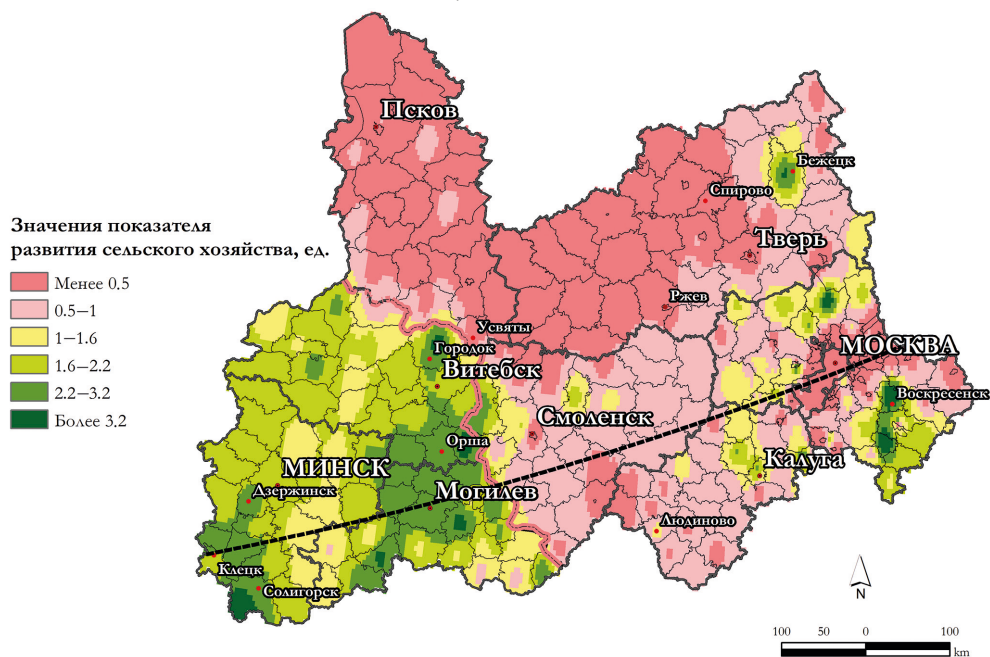 Псков
Бежецк
Спирово
Тверь
Значения показателя
развития сельского хозяйства, ед.
Менее 0.5
0.5–1
1–1.6
1.6–2.2
2.2–3.2
Более 3.2
Ржев
Усвяты
Городок
МОСКВА
Витебск
Воскресенск
Смоленск
Орша
Калуга
МИНСК
Дзержинск
Могилев
Людиново
Клецк
Солигорск
N
100 50 0 100
km